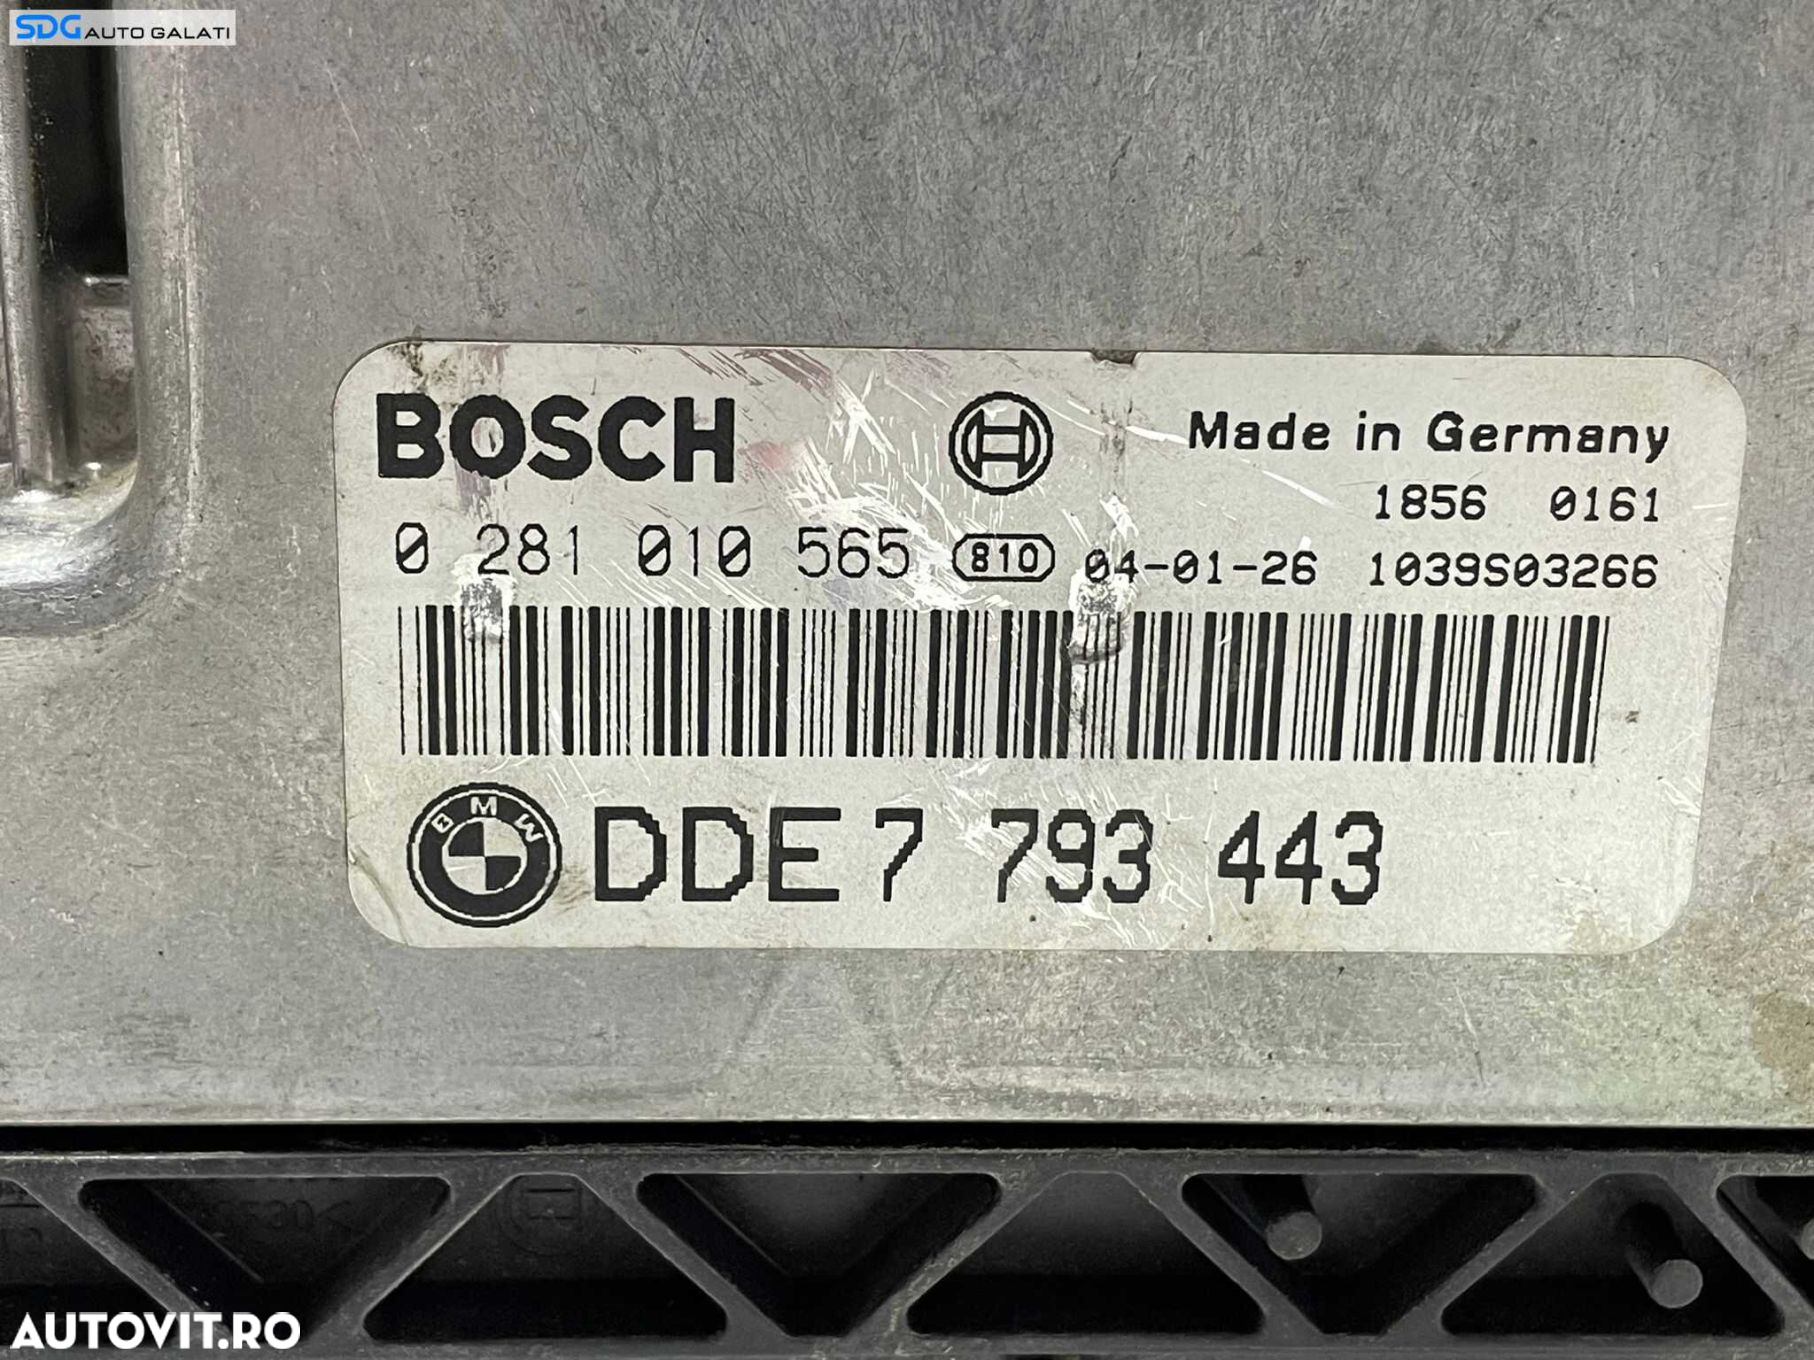 SDG AUTO GALATI
BOSCH
Made in Germany
1856 0161
0 281 010 565 810 04-01-26 1039S03266
BMW DDE 7 793 443
AUTOVIT.RO